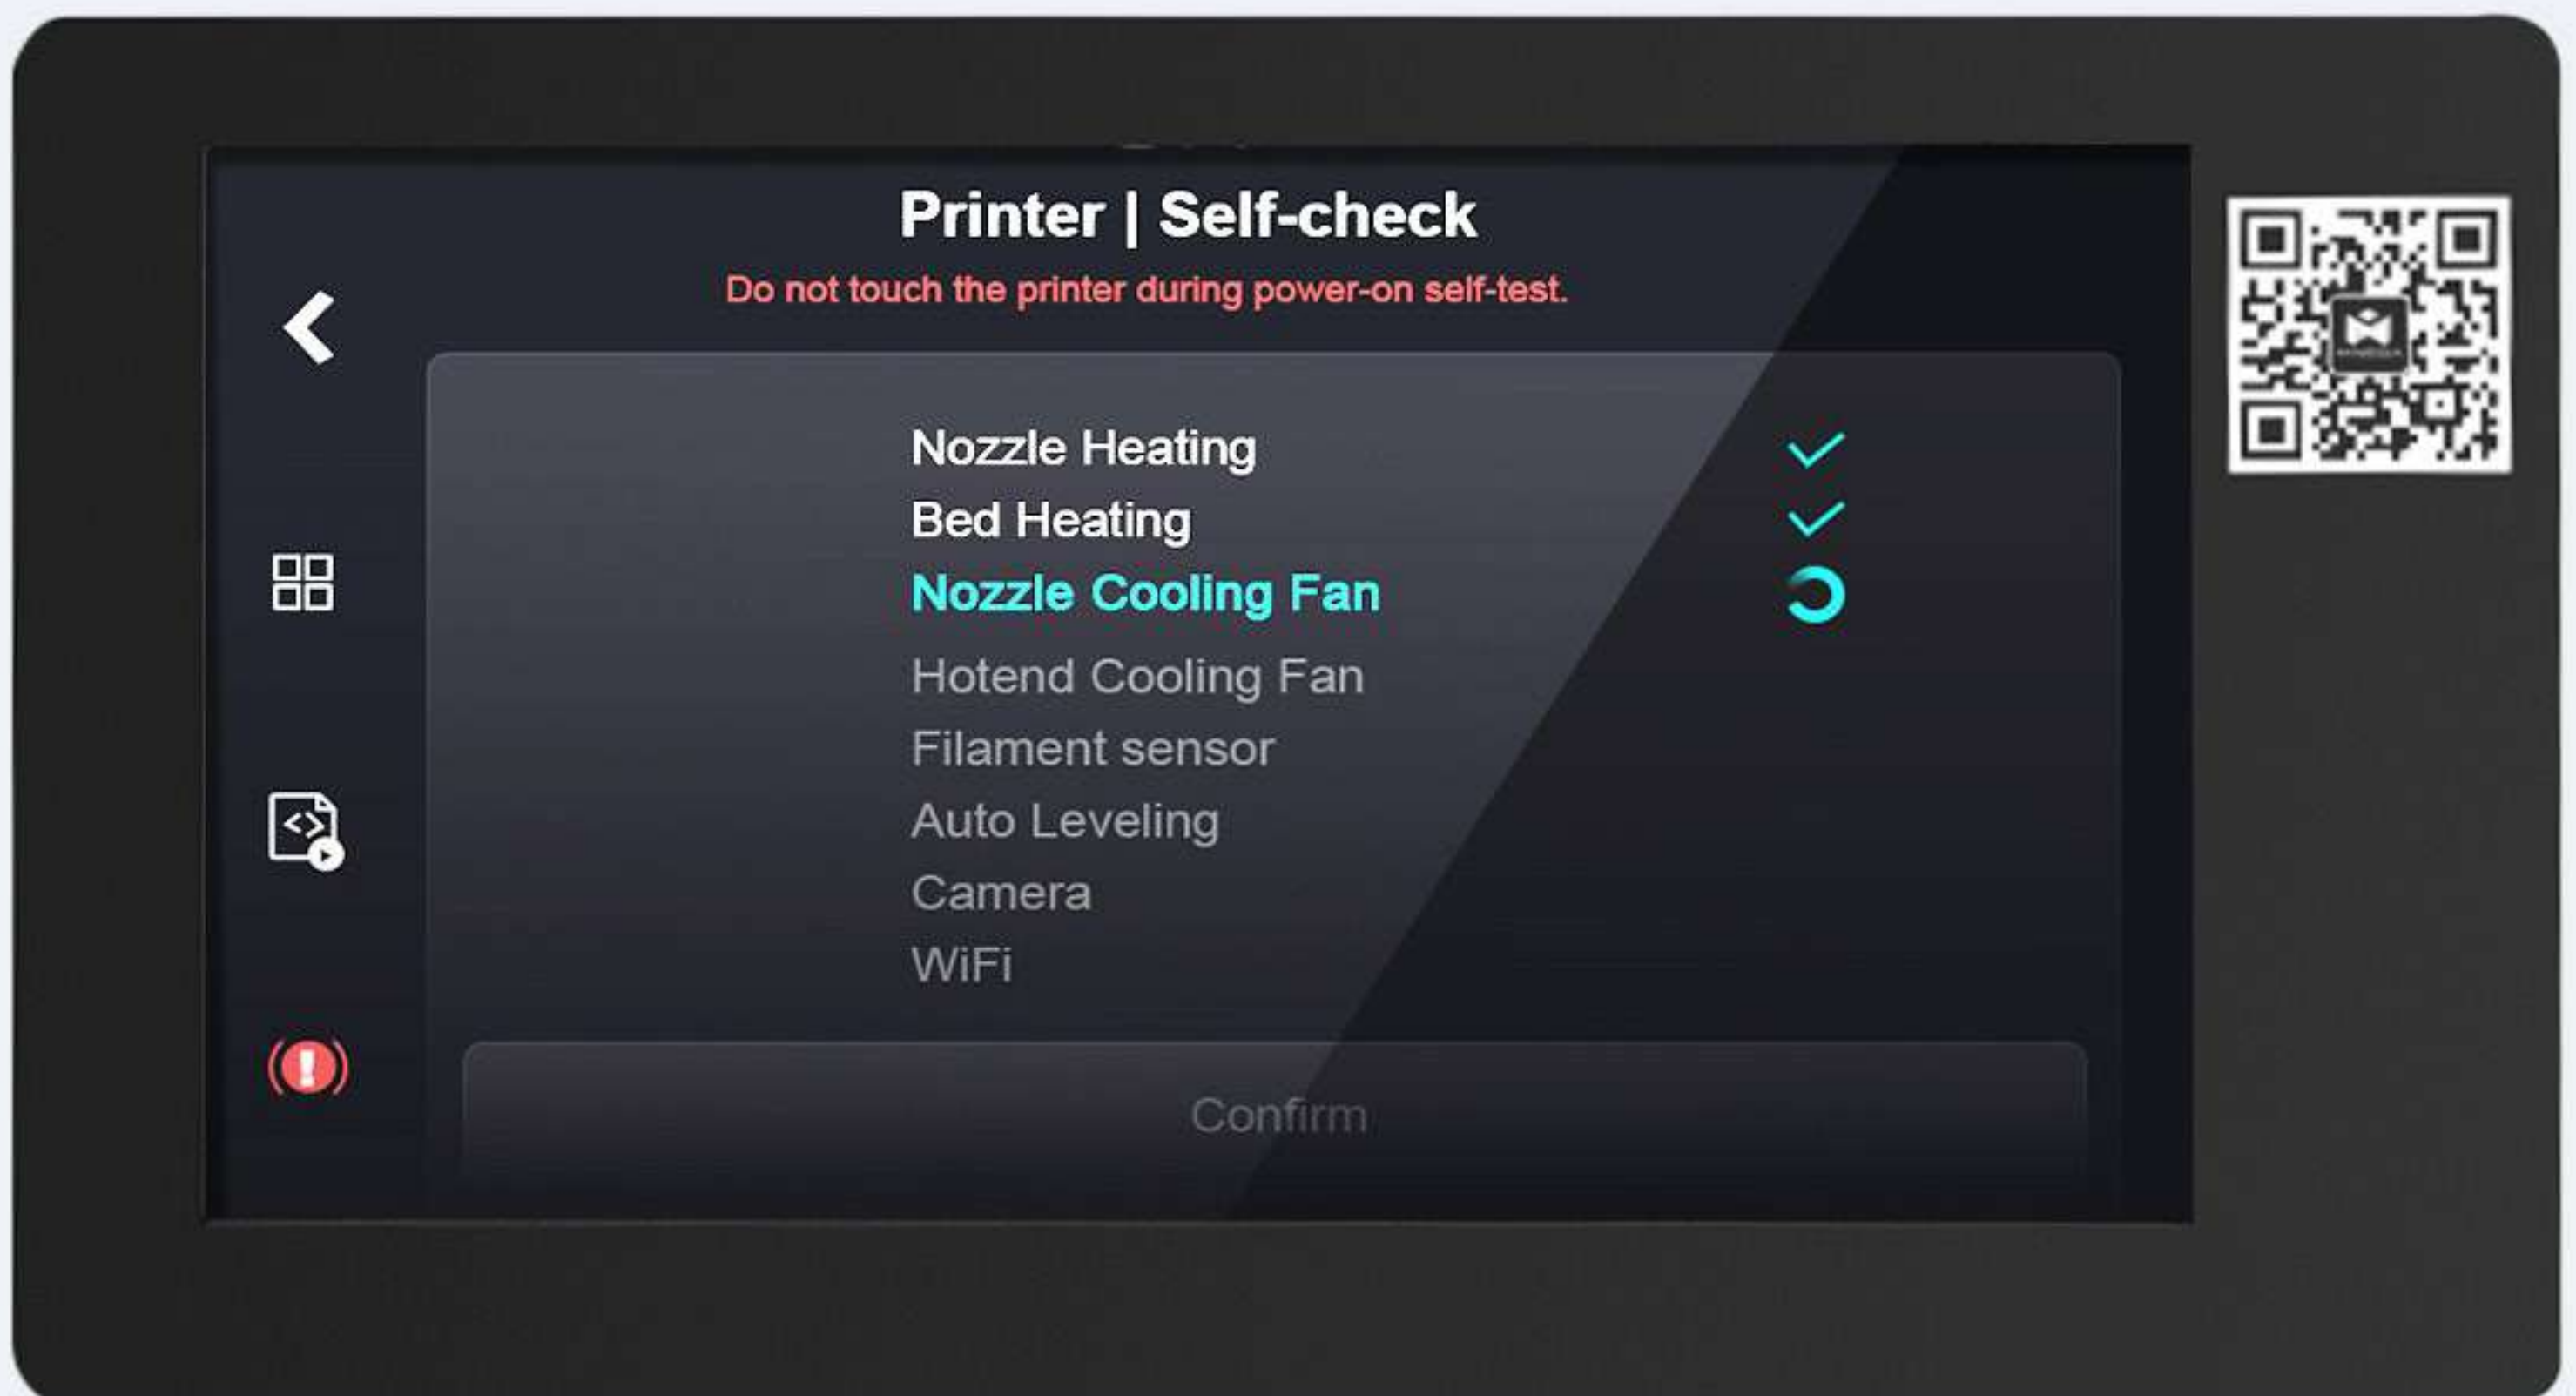 Printer | Self-check
Do not touch the printer during power-on self-test.
Nozzle Heating
Bed Heating
Nozzle Cooling Fan
Hotend Cooling Fan
Filament sensor
Auto Leveling
Camera
WiFi
Confirm